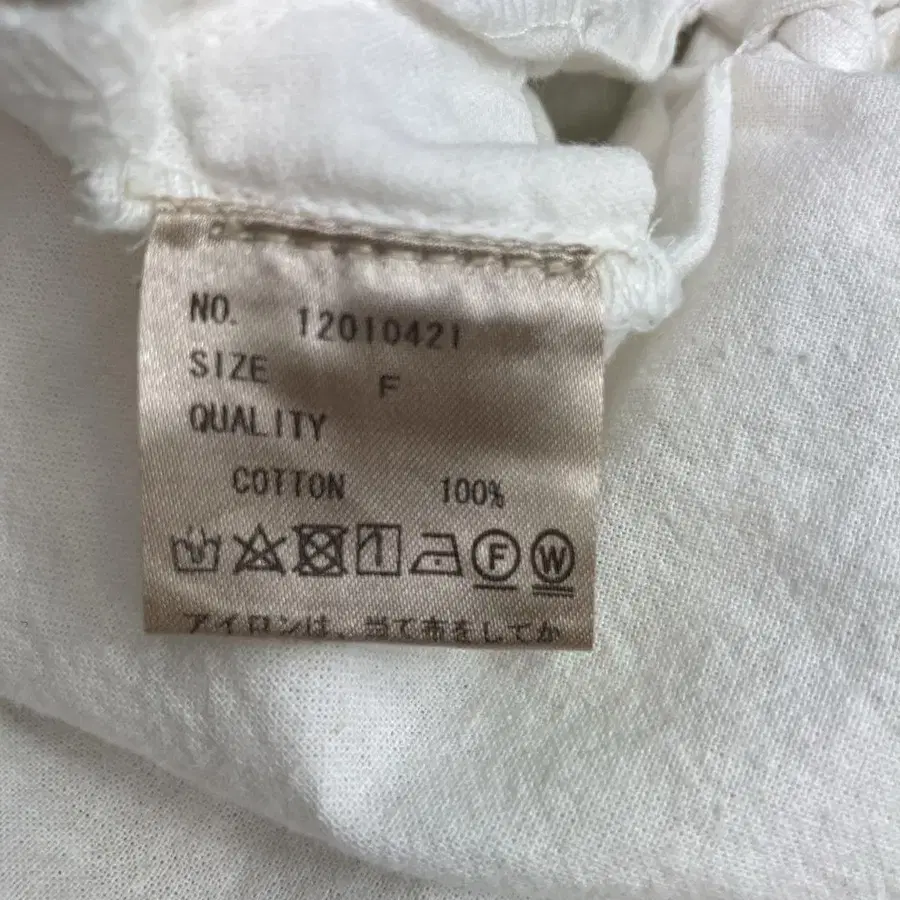 NO. 12010421
SIZE F
QUALITY
COTTON 100%
F W
アイロンは、当て布をしてか